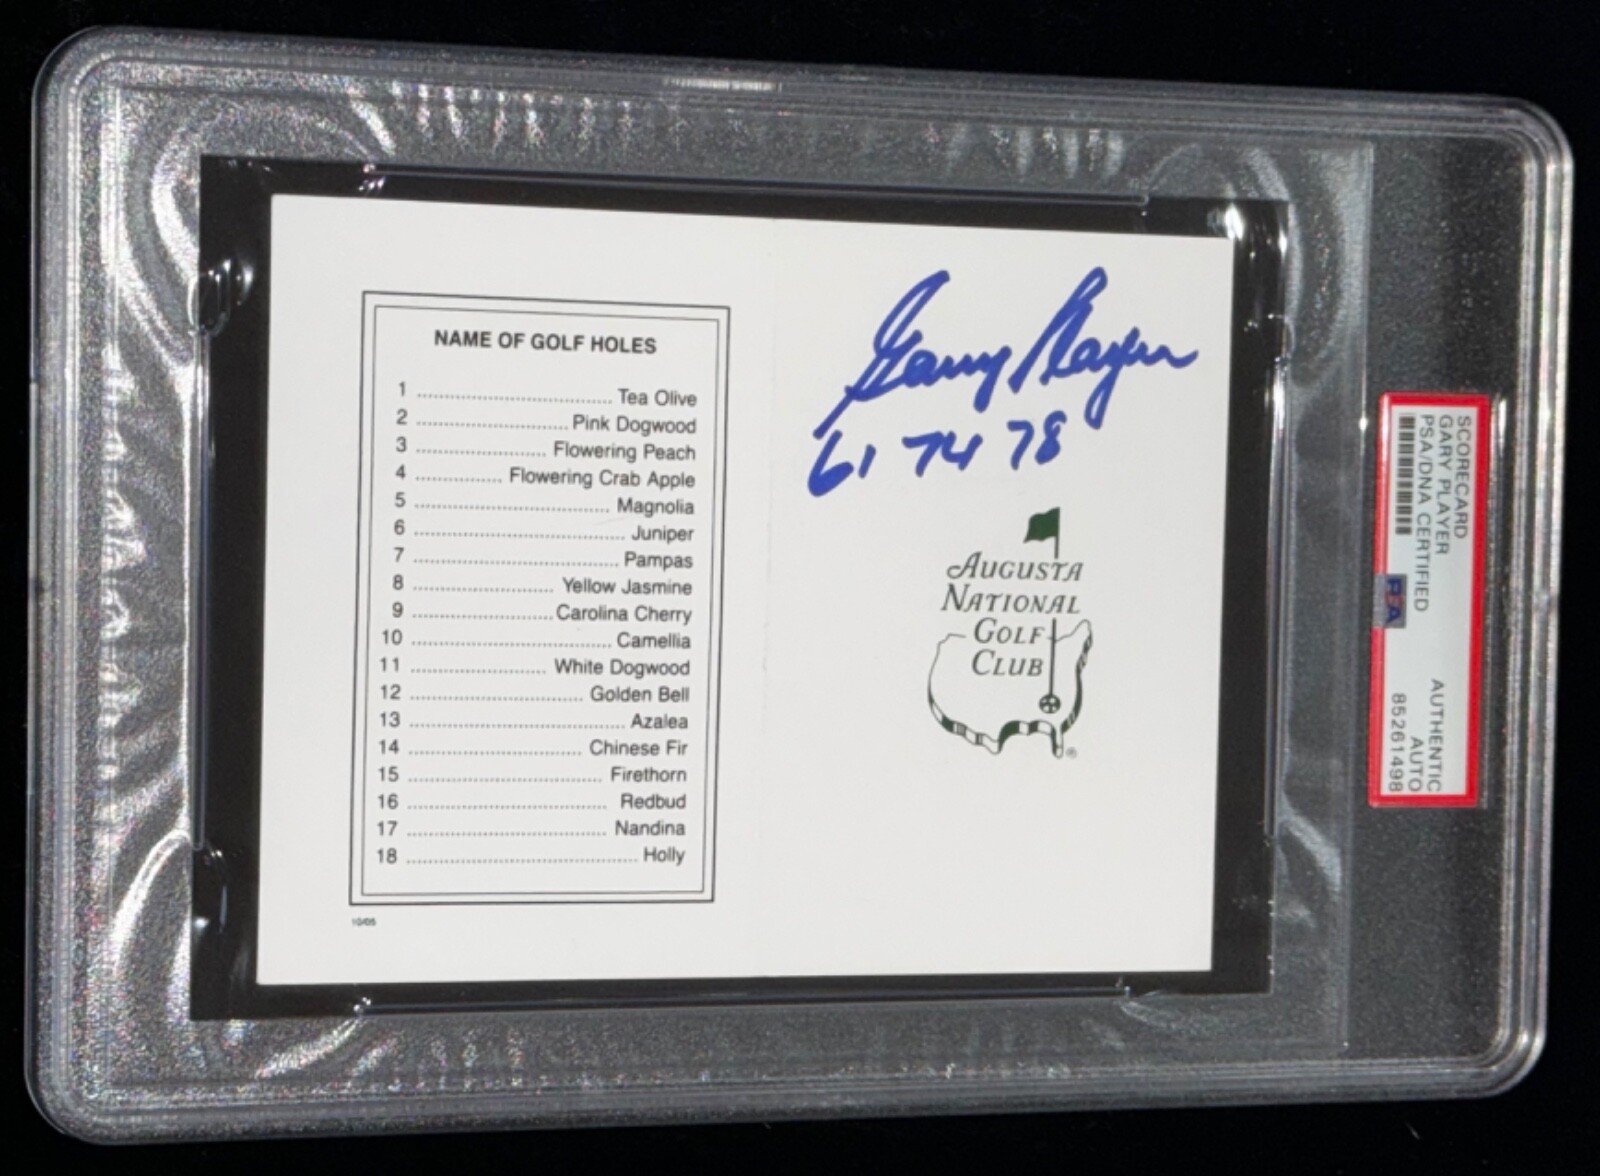 NAME OF GOLF HOLES
1 ........ Tea Olive
2 ........ Pink Dogwood
3 ........ Flowering Peach
4 ........ Flowering Crab Apple
5 ........ Magnolia
6 ........ Juniper
7 ........ Pampas
8 ........ Yellow Jasmine
9 ........ Carolina Cherry
10 ........ Camellia
11 ........ White Dogwood
12 ........ Golden Bell
13 ........ Azalea
14 ........ Chinese Fir
15 ........ Firethorn
16 ........ Redbud
17 ........ Nandina
18 ........ Holly
10/05
Gary Player
61 74 78
AUGUSTA
NATIONAL
GOLF
CLUB
®
SCORECARD
GARY PLAYER
PSA/DNA CERTIFIED
AUTHENTIC
AUTO
85261498
PSA